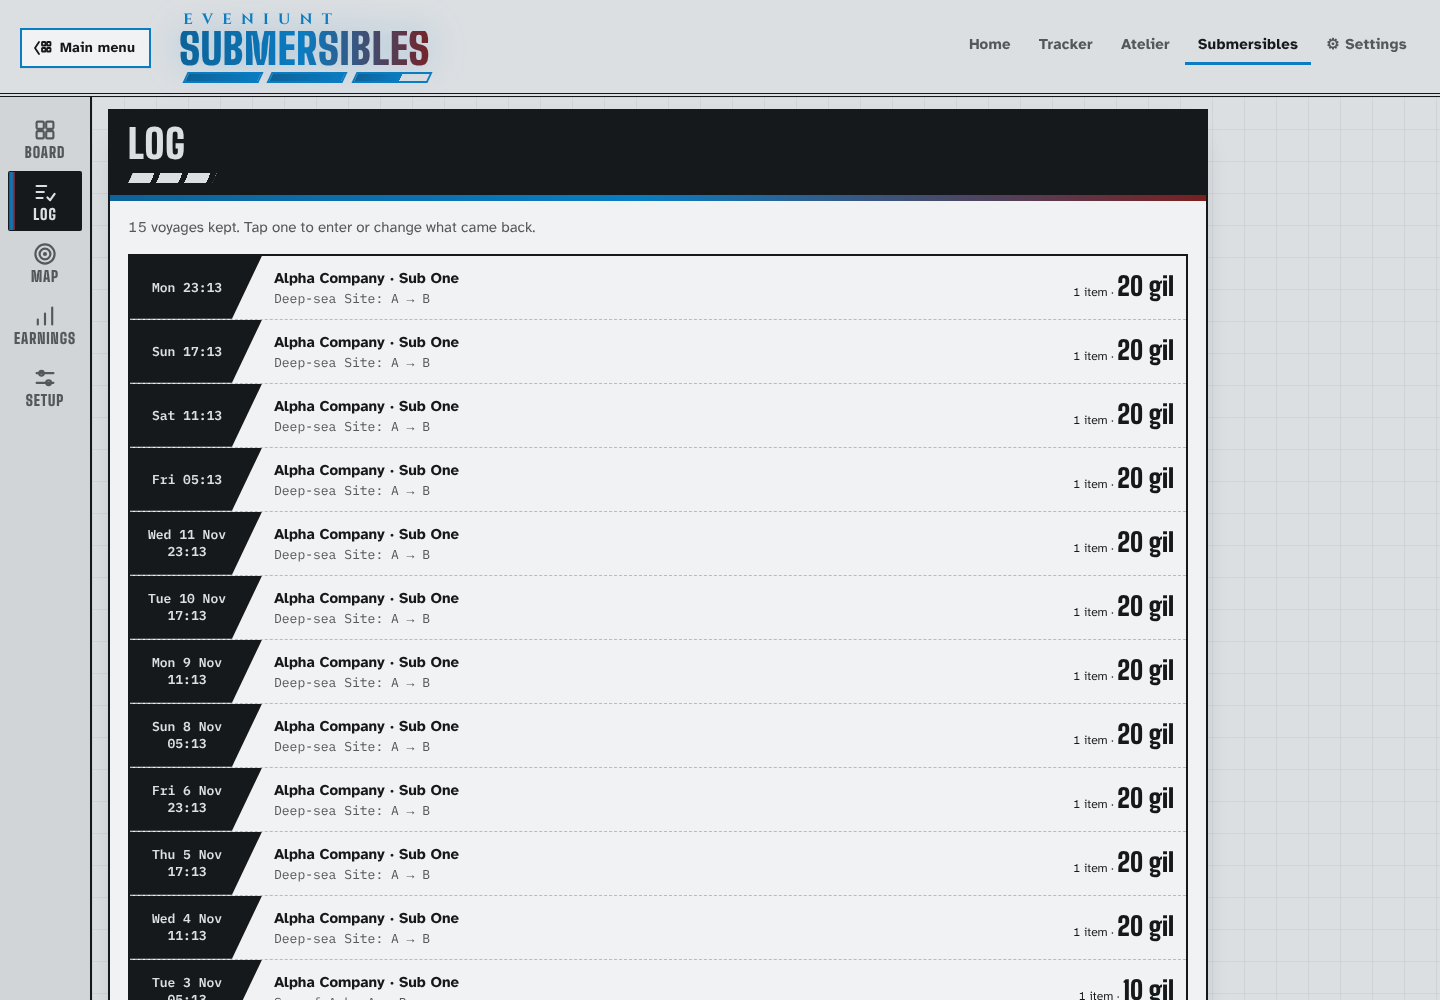 Main menu
EVENIUNT
SUBMERSIBLES
Home
Tracker
Atelier
Submersibles
⚙ Settings
BOARD
LOG
MAP
EARNINGS
SETUP
LOG
15 voyages kept. Tap one to enter or change what came back.
Mon 23:13
Alpha Company · Sub One
Deep-sea Site: A → B
1 item · 20 gil
Sun 17:13
Alpha Company · Sub One
Deep-sea Site: A → B
1 item · 20 gil
Sat 11:13
Alpha Company · Sub One
Deep-sea Site: A → B
1 item · 20 gil
Fri 05:13
Alpha Company · Sub One
Deep-sea Site: A → B
1 item · 20 gil
Wed 11 Nov
23:13
Alpha Company · Sub One
Deep-sea Site: A → B
1 item · 20 gil
Tue 10 Nov
17:13
Alpha Company · Sub One
Deep-sea Site: A → B
1 item · 20 gil
Mon 9 Nov
11:13
Alpha Company · Sub One
Deep-sea Site: A → B
1 item · 20 gil
Sun 8 Nov
05:13
Alpha Company · Sub One
Deep-sea Site: A → B
1 item · 20 gil
Fri 6 Nov
23:13
Alpha Company · Sub One
Deep-sea Site: A → B
1 item · 20 gil
Thu 5 Nov
17:13
Alpha Company · Sub One
Deep-sea Site: A → B
1 item · 20 gil
Wed 4 Nov
11:13
Alpha Company · Sub One
Deep-sea Site: A → B
1 item · 20 gil
Tue 3 Nov
05:13
Alpha Company · Sub One
1 item · 10 gil